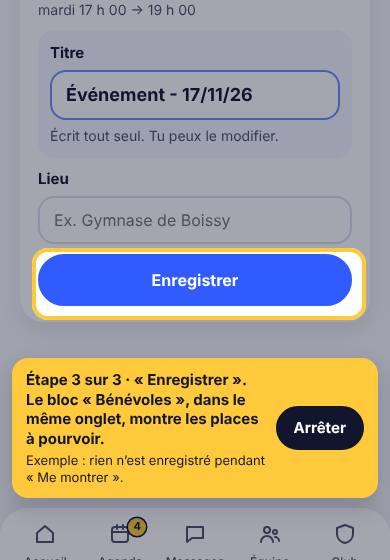 mardi 17 h 00 → 19 h 00
Titre
Événement - 17/11/26
Écrit tout seul. Tu peux le modifier.
Lieu
Ex. Gymnase de Boissy
Enregistrer
Étape 3 sur 3 · « Enregistrer ».
Le bloc « Bénévoles », dans le
même onglet, montre les places
à pourvoir.
Exemple : rien n’est enregistré pendant
« Me montrer ».
Arrêter
4